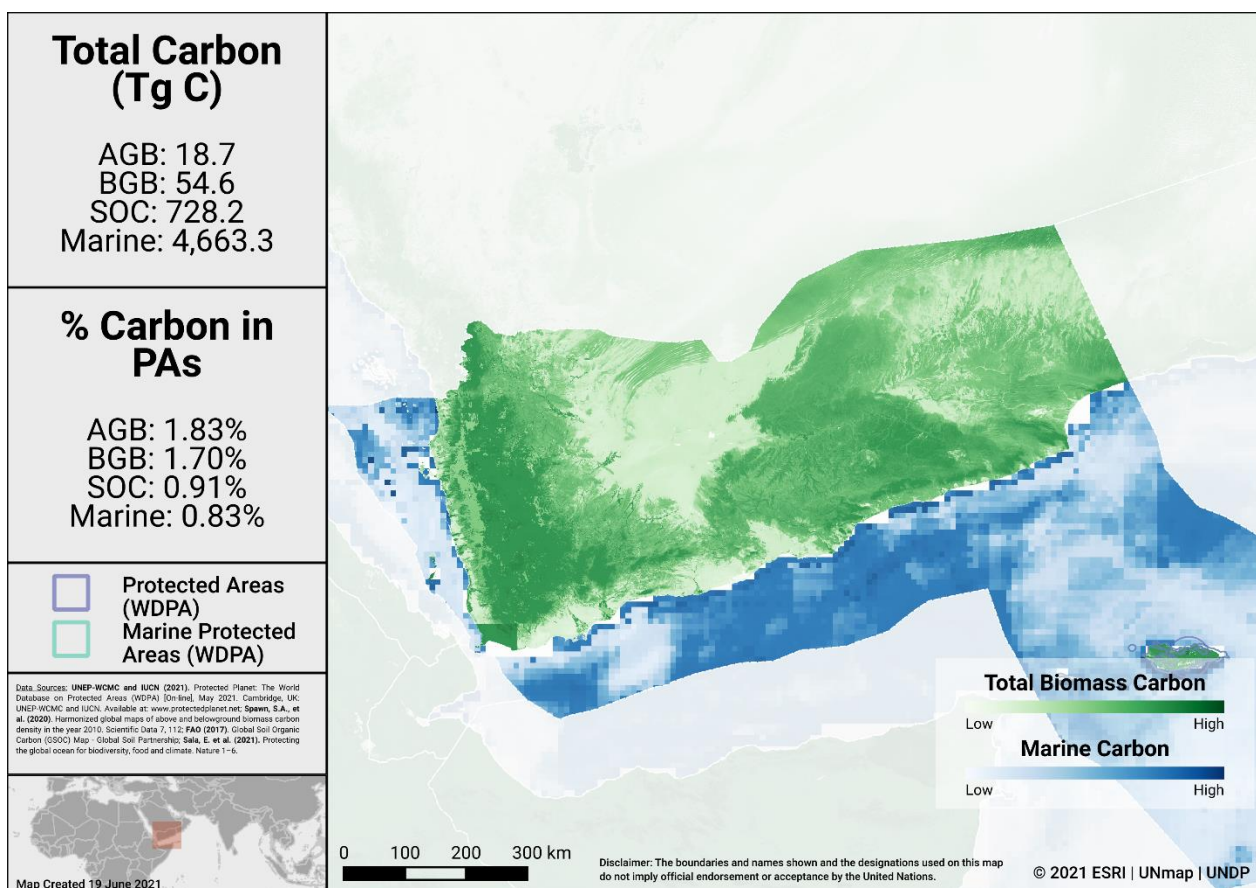 Total Carbon
(Tg C)
AGB: 18.7
BGB: 54.6
SOC: 728.2
Marine: 4,663.3
% Carbon in
PAs
AGB: 1.83%
BGB: 1.70%
SOC: 0.91%
Marine: 0.83%
Protected Areas
(WDPA)
Marine Protected
Areas (WDPA)
Data Sources: UNEP-WCMC and IUCN (2021). Protected Planet: The World
Database on Protected Areas (WDPA) [On-line], May 2021. Cambridge, UK:
UNEP-WCMC and IUCN. Available at: www.protectedplanet.net; Spawn, S.A., et
al. (2020). Harmonized global maps of above and belowground biomass carbon
density in the year 2010. Scientific Data 7, 112; FAO (2017). Global Soil Organic
Carbon (GSOC) Map - Global Soil Partnership; Sala, E. et al. (2021). Protecting
the global ocean for biodiversity, food and climate. Nature 1–6.
Map Created 19 June 2021
Total Biomass Carbon
Low High
Marine Carbon
Low High
0 100 200 300 km
Disclaimer: The boundaries and names shown and the designations used on this map
do not imply official endorsement or acceptance by the United Nations.
© 2021 ESRI | UNmap | UNDP